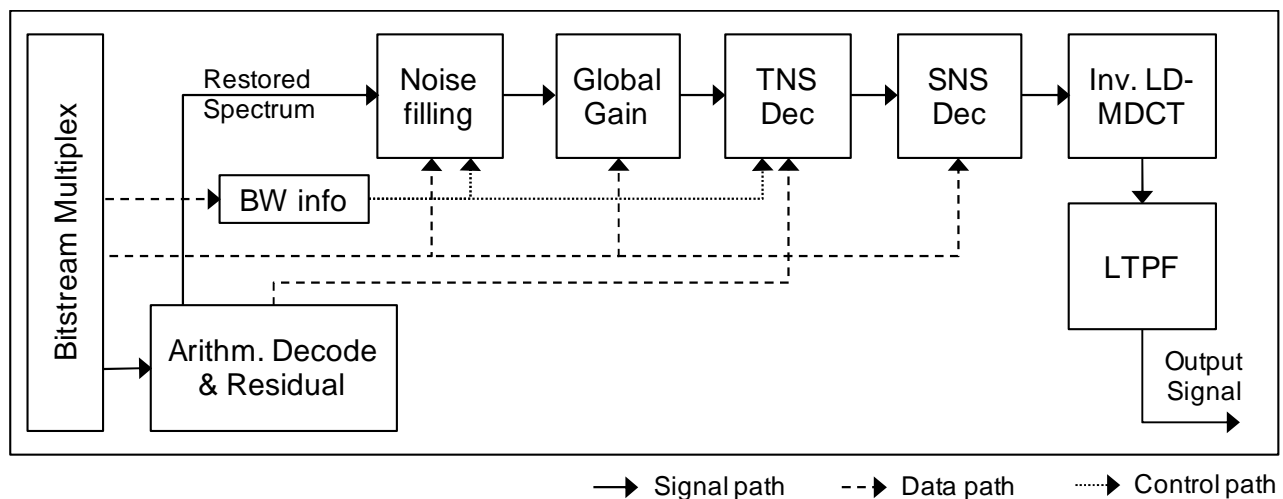 Bitstream Multiplex
Restored
Spectrum
Noise
filling
Global
Gain
TNS
Dec
SNS
Dec
Inv. LD-
MDCT
BW info
LTPF
Arithm. Decode
& Residual
Output
Signal
Signal path
Data path
Control path